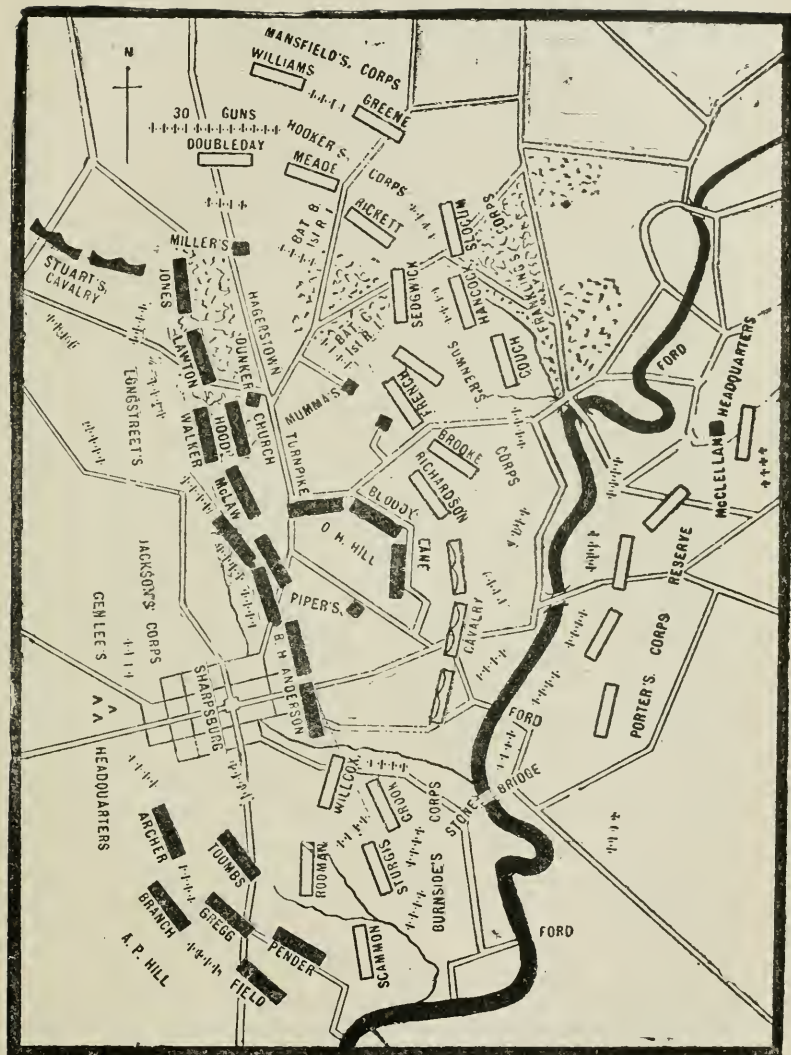 MANSFIELD'S. CORPS
WILLIAMS
GREENE
N
30 GUNS
DOUBLEDAY
HOOKER'S. CORPS
MEADE
RICKETT
BAT B.
1st R. I
MILLER'S
STUART'S.
CAVALRY
JONES
LAWTON
HAGERSTOWN
TURNPIKE
DUNKER
CHURCH
HOOD
WALKER
LONGSTREET'S
McLAW
SLOCUM
FRANKLIN'S CORPS
SEDGWICK
HANCOCK
COUCH
BAT G
1st R. I.
SUMNER'S
CORPS
FRENCH
MUMMA'S
BROOKE
RICHARDSON
BLOODY
LANE
D. H. HILL
PIPER'S,
CAVALRY
FORD
McCLELLAN HEADQUARTERS
RESERVE
PORTER'S CORPS
FORD
STONE BRIDGE
JACKSON'S CORPS
GEN LEE'S HEADQUARTERS
SHARPSBURG
B. H ANDERSON
WILLCOX
CROOK
STURGIS
RODMAN
SCAMMON
BURNSIDE'S
CORPS
FORD
ARCHER
TOUMBS
BRANCH
GREGG
PENDER
FIELD
A. P. HILL